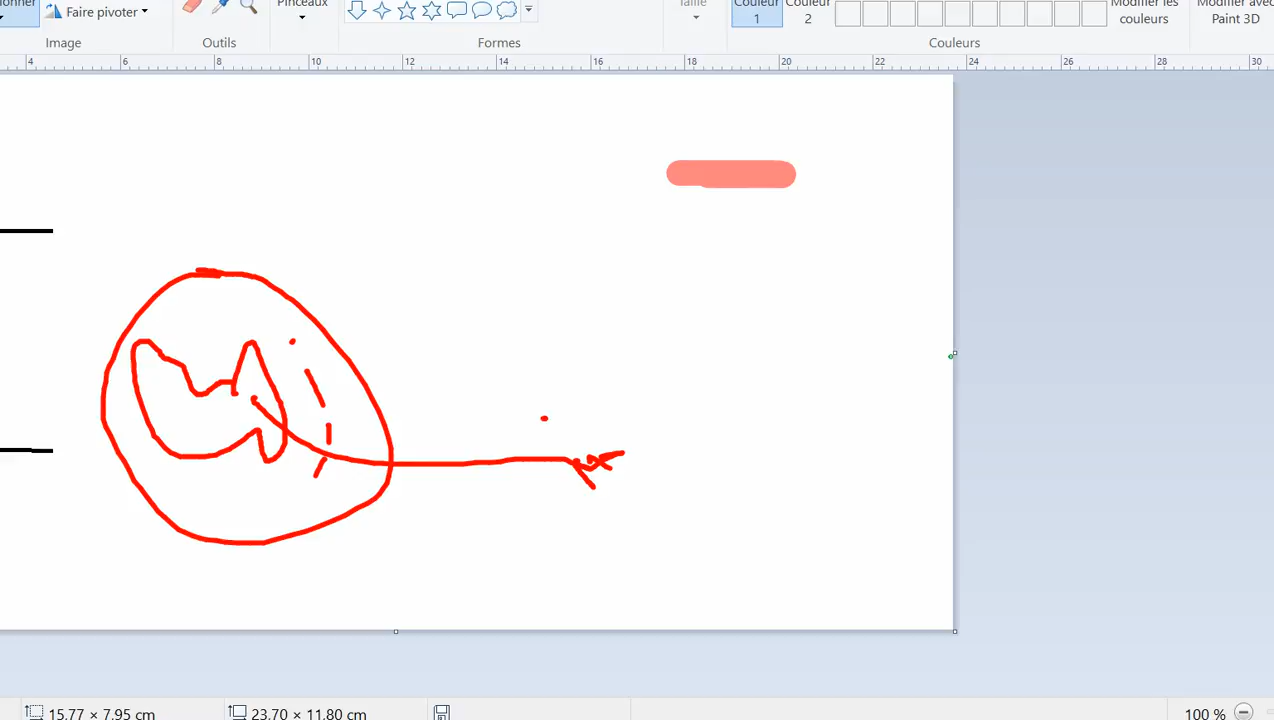 Pinceaux
Taille
Couleur
Couleur
Modifier les
Modifier avec
Faire pivoter
1
2
couleurs
Paint 3D
Image
Outils
Formes
Couleurs
4 6 8 10 12 14 16 18 20 22 24 26 28 30
15,77 × 7,95 cm
23,70 × 11,80 cm
100 %